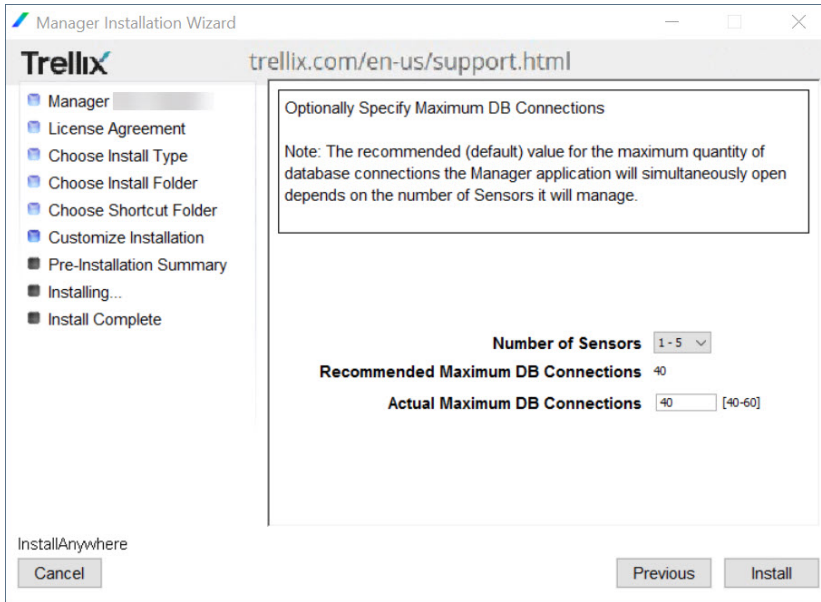 Manager Installation Wizard
Trellix
trellix.com/en-us/support.html
Manager
License Agreement
Choose Install Type
Choose Install Folder
Choose Shortcut Folder
Customize Installation
Pre-Installation Summary
Installing...
Install Complete
Optionally Specify Maximum DB Connections
Note: The recommended (default) value for the maximum quantity of
database connections the Manager application will simultaneously open
depends on the number of Sensors it will manage.
Number of Sensors 1 - 5
Recommended Maximum DB Connections 40
Actual Maximum DB Connections 40 [40-60]
InstallAnywhere
Cancel
Previous
Install